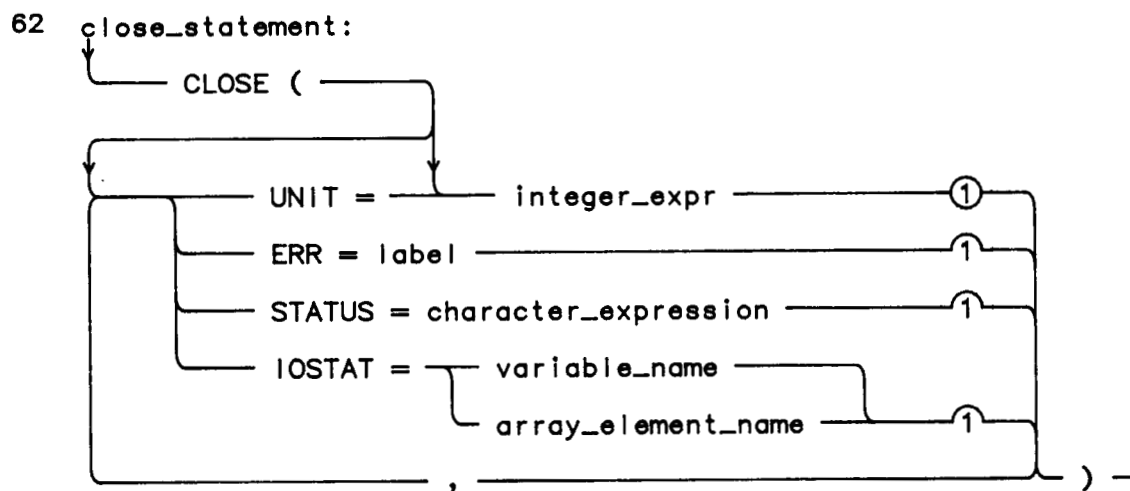 62 close_statement:
CLOSE (
UNIT = integer_expr 1
ERR = label 1
STATUS = character_expression 1
IOSTAT = variable_name
array_element_name 1
, )